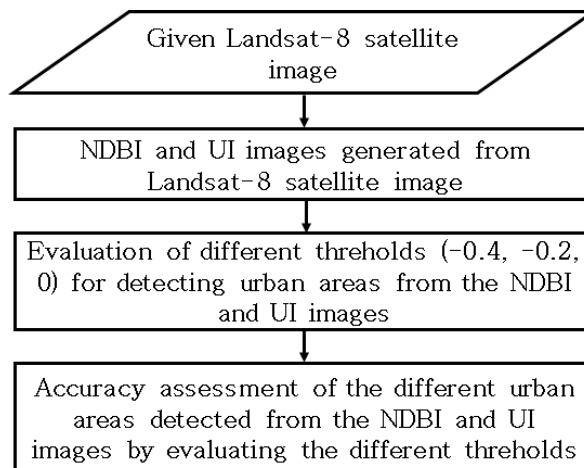 Given Landsat-8 satellite
image
NDBI and UI images generated from
Landsat-8 satellite image
Evaluation of different threholds (-0.4, -0.2,
0) for detecting urban areas from the NDBI
and UI images
Accuracy assessment of the different urban
areas detected from the NDBI and UI
images by evaluating the different threholds